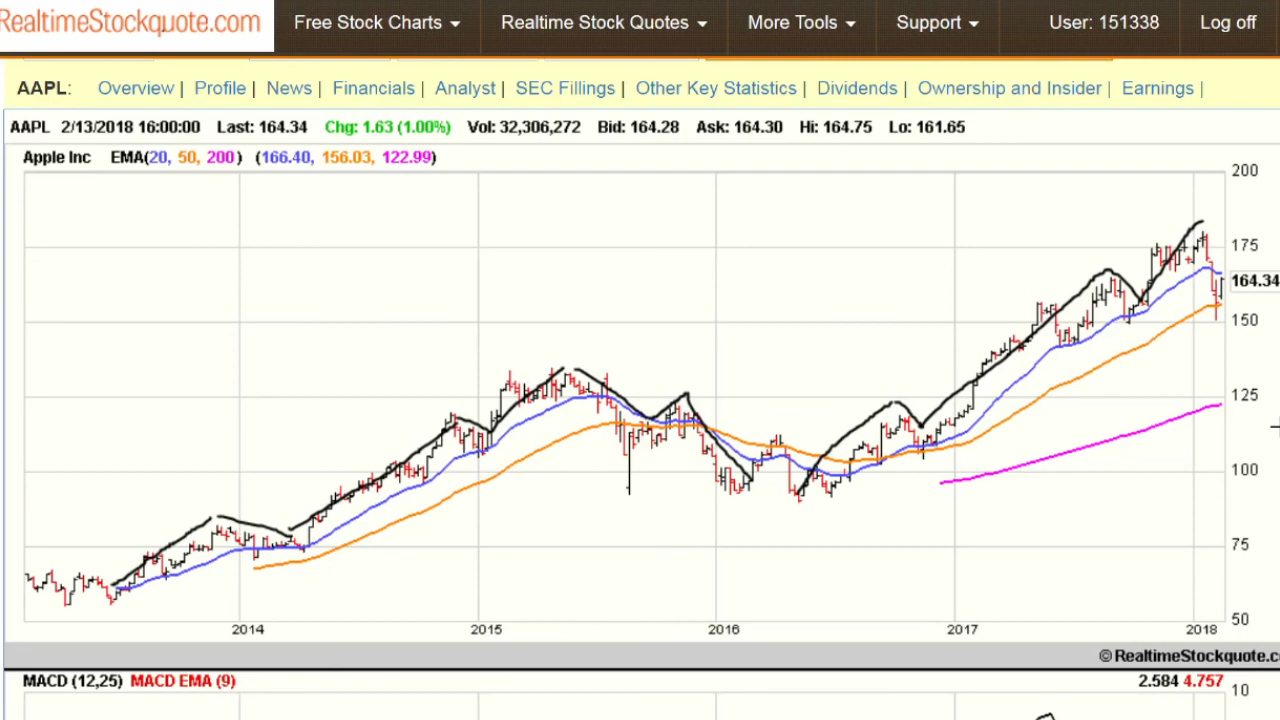 RealtimeStockquote.com Free Stock Charts Realtime Stock Quotes More Tools Support User: 151338 Log off
AAPL: Overview | Profile | News | Financials | Analyst | SEC Fillings | Other Key Statistics | Dividends | Ownership and Insider | Earnings |
AAPL 2/13/2018 16:00:00 Last: 164.34 Chg: 1.63 (1.00%) Vol: 32,306,272 Bid: 164.28 Ask: 164.30 Hi: 164.75 Lo: 161.65
Apple Inc EMA(20, 50, 200) (166.40, 156.03, 122.99)
200
175
164.34
150
125
100
75
50
2014 2015 2016 2017 2018
©RealtimeStockquote.c
MACD (12,25) MACD EMA (9) 2.584 4.757
10